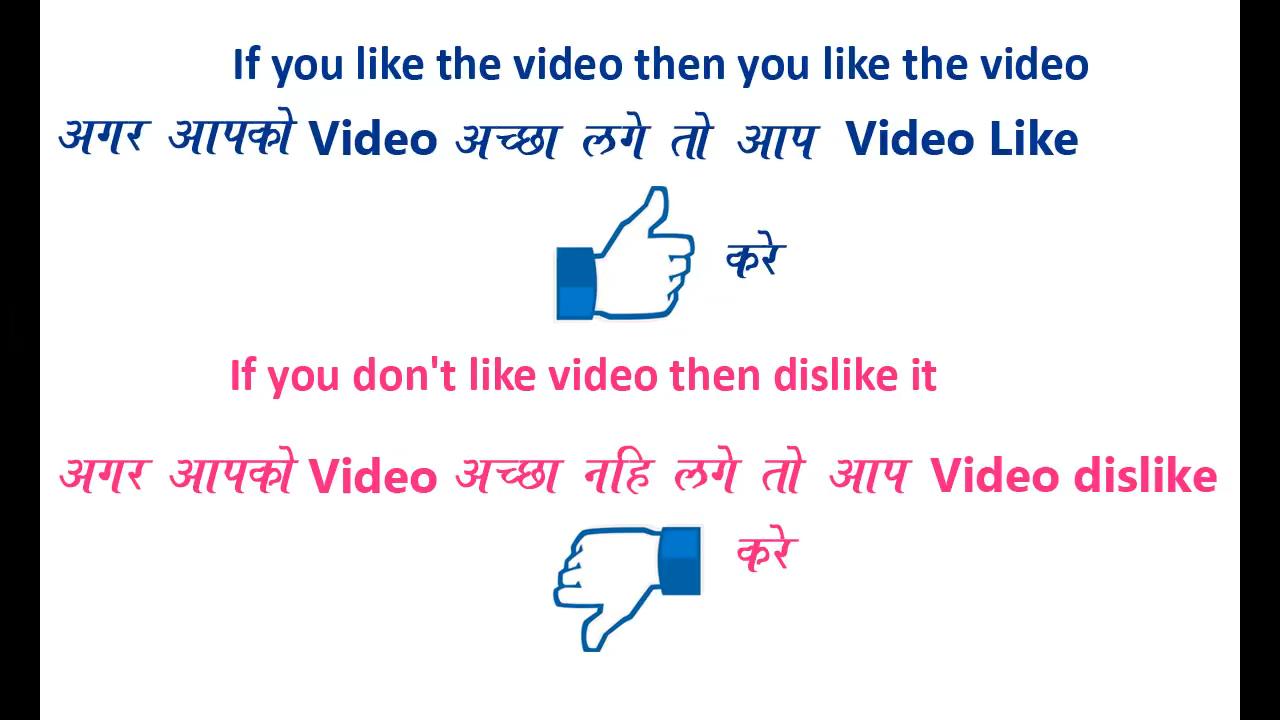 If you like the video then you like the video
अगर आपको Video अच्छा लगे तो आप Video Like
करे
If you don't like video then dislike it
अगर आपको Video अच्छा नहि लगे तो आप Video dislike
करे